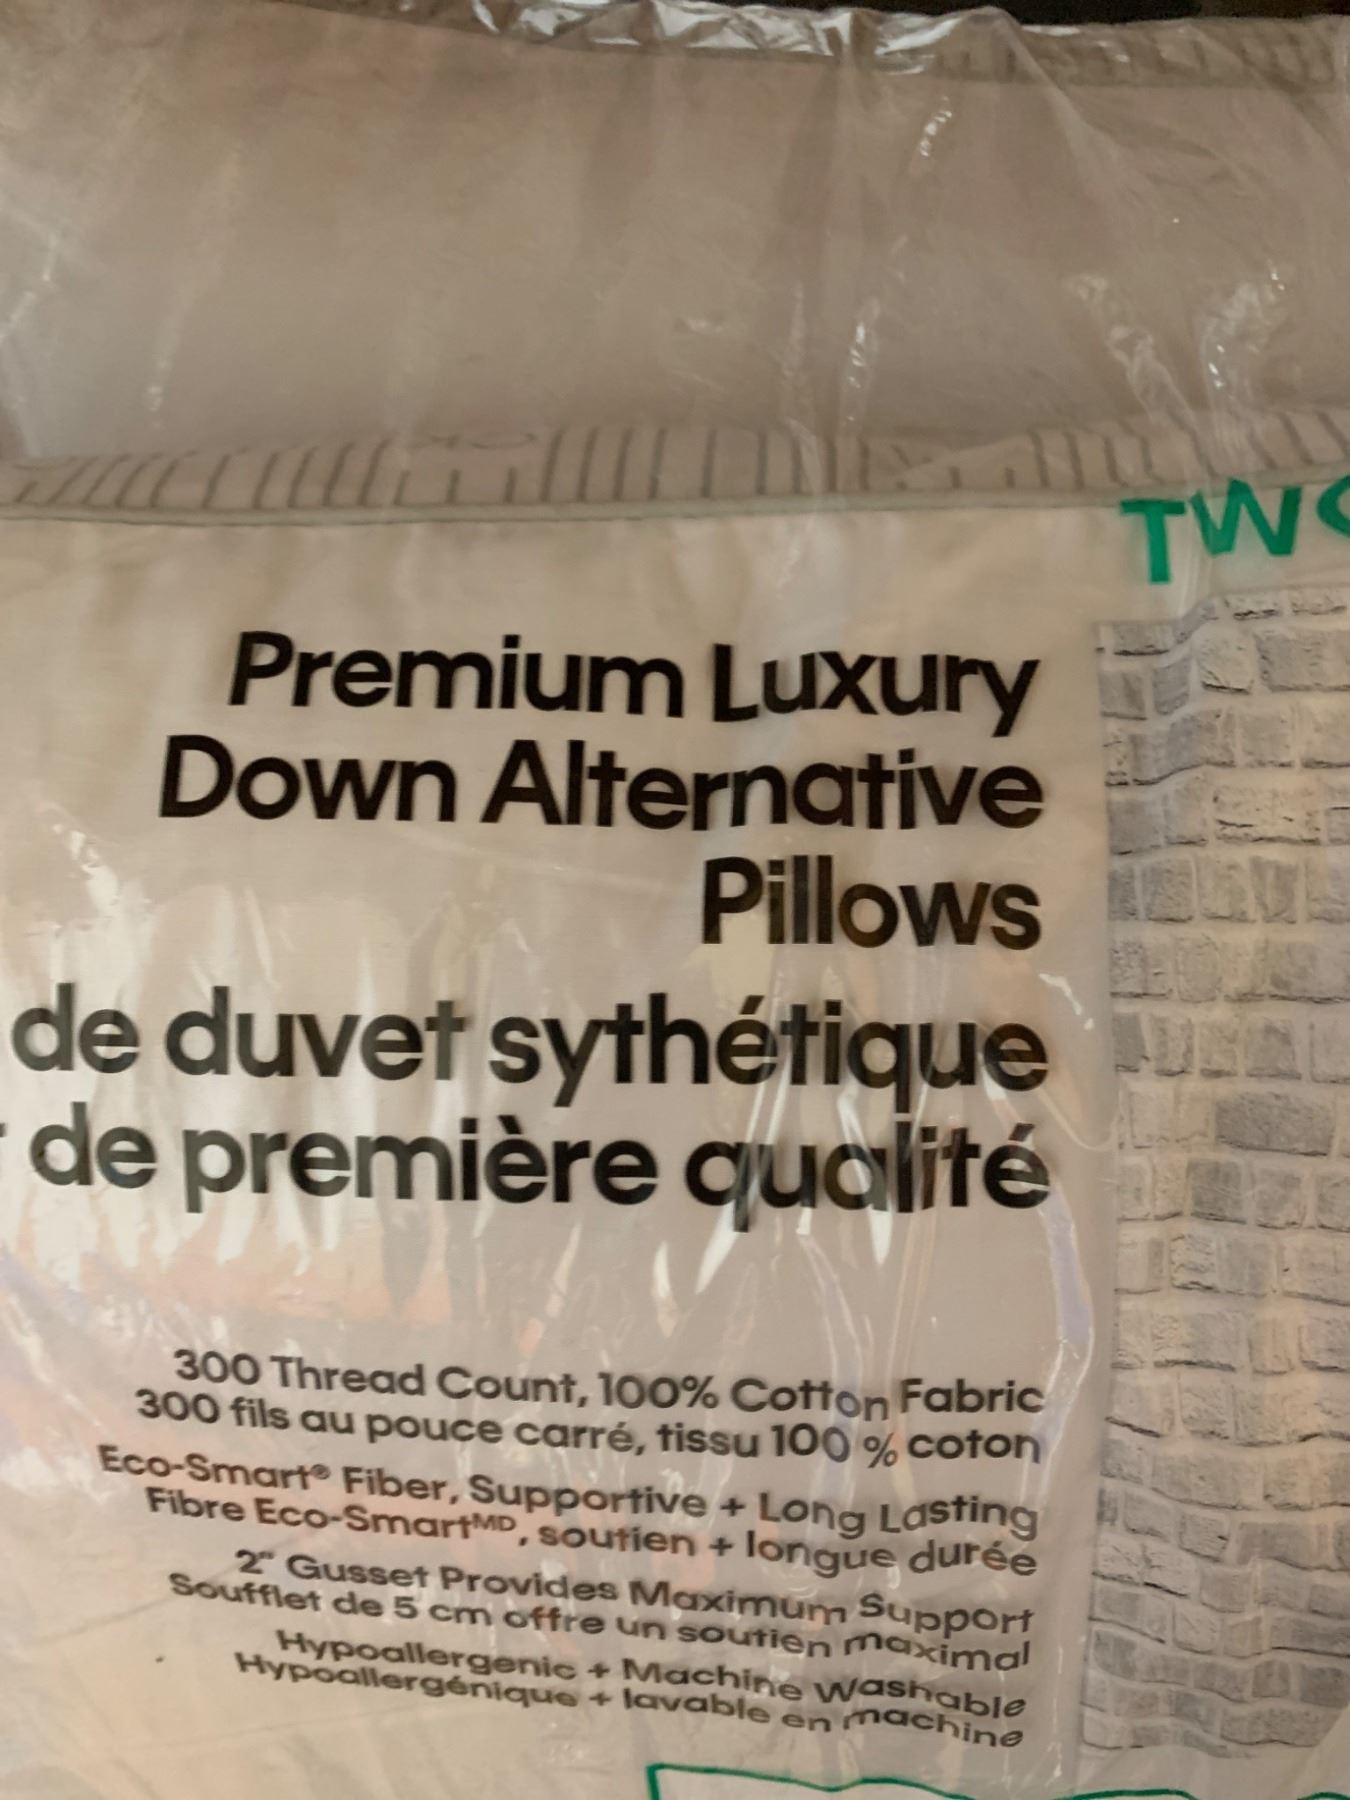 TWO
Premium Luxury
Down Alternative
Pillows
de duvet sythétique
de première qualité
300 Thread Count, 100% Cotton Fabric
300 fils au pouce carré, tissu 100 % coton
Eco-Smart® Fiber, Supportive + Long Lasting
Fibre Eco-Smartᴹᴰ, soutien + longue durée
2" Gusset Provides Maximum Support
Soufflet de 5 cm offre un soutien maximal
Hypoallergenic + Machine Washable
Hypoallergénique + lavable en machine